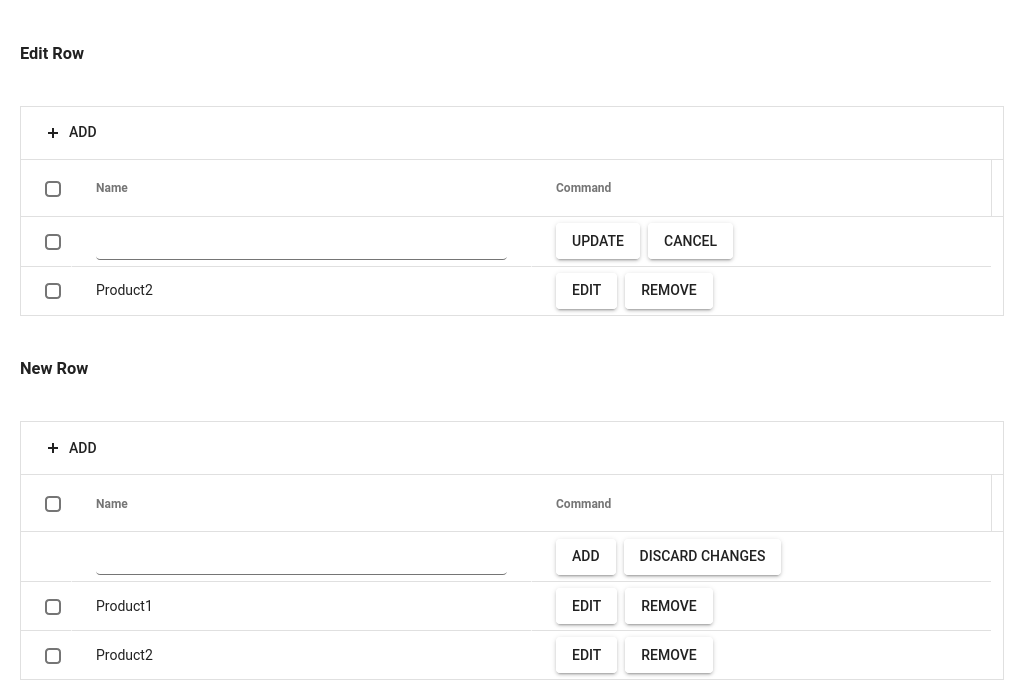 Edit Row
ADD
Name Command
UPDATE CANCEL
Product2 EDIT REMOVE
New Row
ADD
Name Command
ADD DISCARD CHANGES
Product1 EDIT REMOVE
Product2 EDIT REMOVE